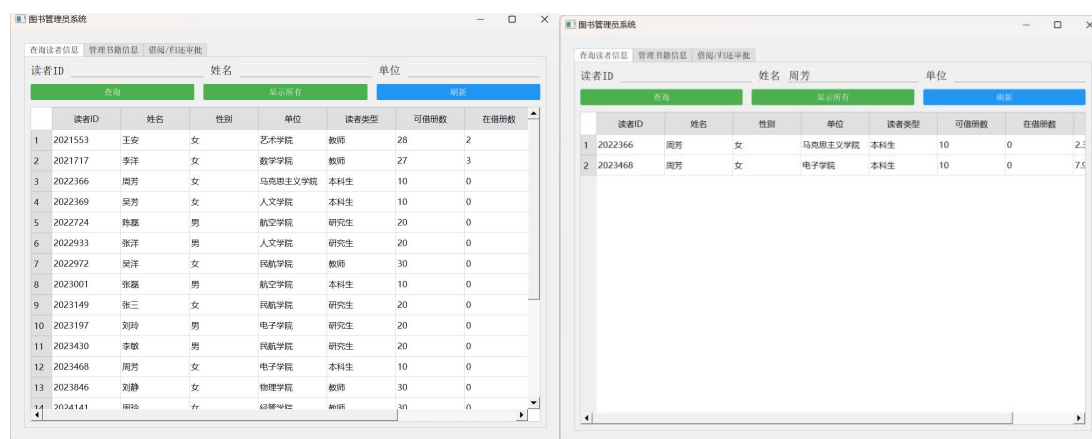 图书管理员系统
查询读者信息 管理书籍信息 借阅/归还审批
读者ID 姓名 单位
查询 显示所有 刷新
读者ID 姓名 性别 单位 读者类型 可借册数 在借册数
1 2021553 王安 女 艺术学院 教师 28 2
2 2021717 李洋 女 数学学院 教师 27 3
3 2022366 周芳 女 马克思主义学院 本科生 10 0
4 2022369 吴芳 女 人文学院 本科生 10 0
5 2022724 陈磊 男 航空学院 研究生 20 0
6 2022933 张洋 男 人文学院 研究生 20 0
7 2022972 吴洋 女 民航学院 教师 30 0
8 2023001 张磊 男 航空学院 本科生 10 0
9 2023149 张三 女 民航学院 研究生 20 0
10 2023197 刘玲 男 电子学院 研究生 20 0
11 2023430 李敏 男 民航学院 研究生 20 0
12 2023468 周芳 女 电子学院 本科生 10 0
13 2023846 刘静 女 物理学院 教师 30 0
14 2024141 周玲 女 经管学院 教师 30 0
图书管理员系统
查询读者信息 管理书籍信息 借阅/归还审批
读者ID 姓名 周芳 单位
查询 显示所有 刷新
读者ID 姓名 性别 单位 读者类型 可借册数 在借册数
1 2022366 周芳 女 马克思主义学院 本科生 10 0 2.3
2 2023468 周芳 女 电子学院 本科生 10 0 7.9